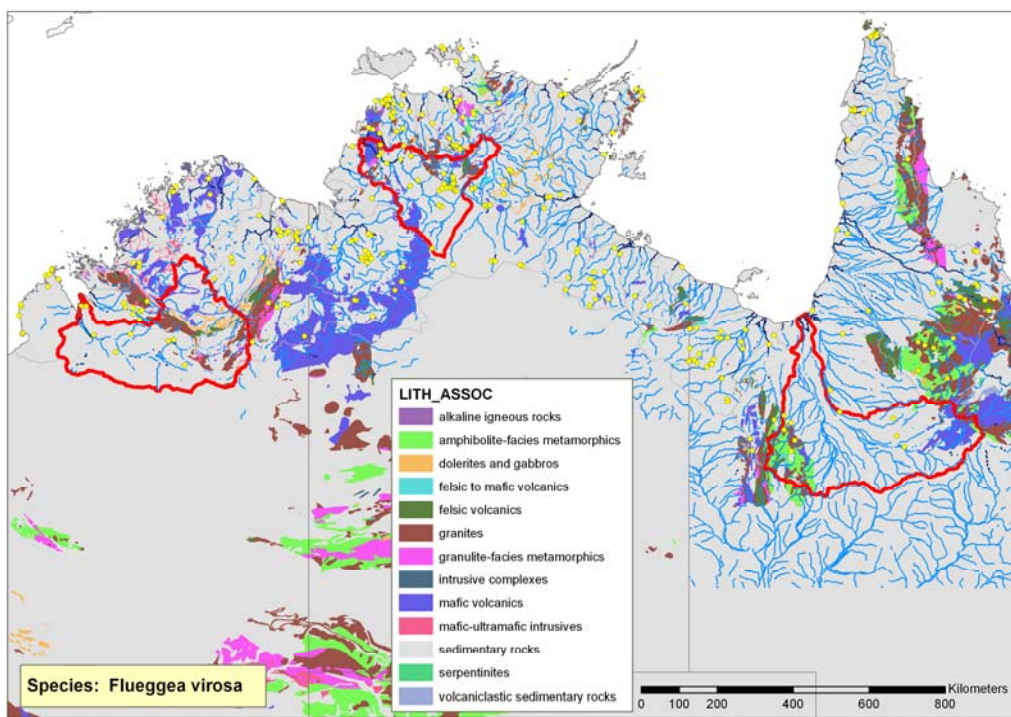 LITH_ASSOC
alkaline igneous rocks
amphibolite-facies metamorphics
dolerites and gabbros
felsic to mafic volcanics
felsic volcanics
granites
granulite-facies metamorphics
intrusive complexes
mafic volcanics
mafic-ultramafic intrusives
sedimentary rocks
serpentinites
volcaniclastic sedimentary rocks
Species: Flueggea virosa
Kilometers
0 100 200 400 600 800